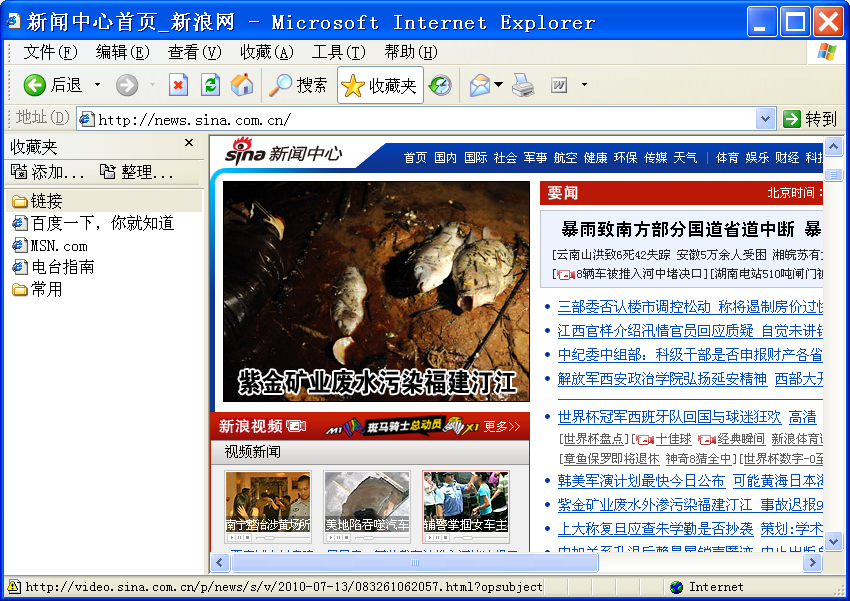 新闻中心首页_新浪网 - Microsoft Internet Explorer
文件(F) 编辑(E) 查看(V) 收藏(A) 工具(T) 帮助(H)
后退 搜索 收藏夹
地址(D) http://news.sina.com.cn/ 转到
收藏夹
添加... 整理...
链接
百度一下，你就知道
MSN.com
电台指南
常用
sina 新闻中心
首页 国内 国际 社会 军事 航空 健康 环保 传媒 天气 | 体育 娱乐 财经 科技
紫金矿业废水污染福建汀江
要闻 北京时间：
暴雨致南方部分国道省道中断 暴
[云南山洪致6死42失踪 安徽5万余人受困 湘皖苏有
[8辆车被推入河中堵决口][湖南电站510吨闸门被
三部委否认楼市调控松动 称将遏制房价过快
江西官样介绍汛情官员回应质疑 自觉未讲错
中纪委中组部：科级干部是否申报财产各省
解放军西安政治学院弘扬延安精神 西部大开
世界杯冠军西班牙队回国与球迷狂欢 高清
[世界杯盘点][十佳球 经典瞬间 新浪体育
[章鱼保罗即将退休 神奇8猜全中][世界杯数字-0至
韩美军演计划最快今日公布 可能黄海日本海
紫金矿业废水外渗污染福建汀江 事故迟报9
上大称复旦应查朱学勤是否抄袭 策划:学术
新浪视频 M1 斑马骑士总动员 X1 更多>>
视频新闻
南宁整治涉黄场所 美地陷吞噬汽车 辅警掌掴女车主
http://video.sina.com.cn/p/news/s/v/2010-07-13/083261062057.html?opsubject
Internet